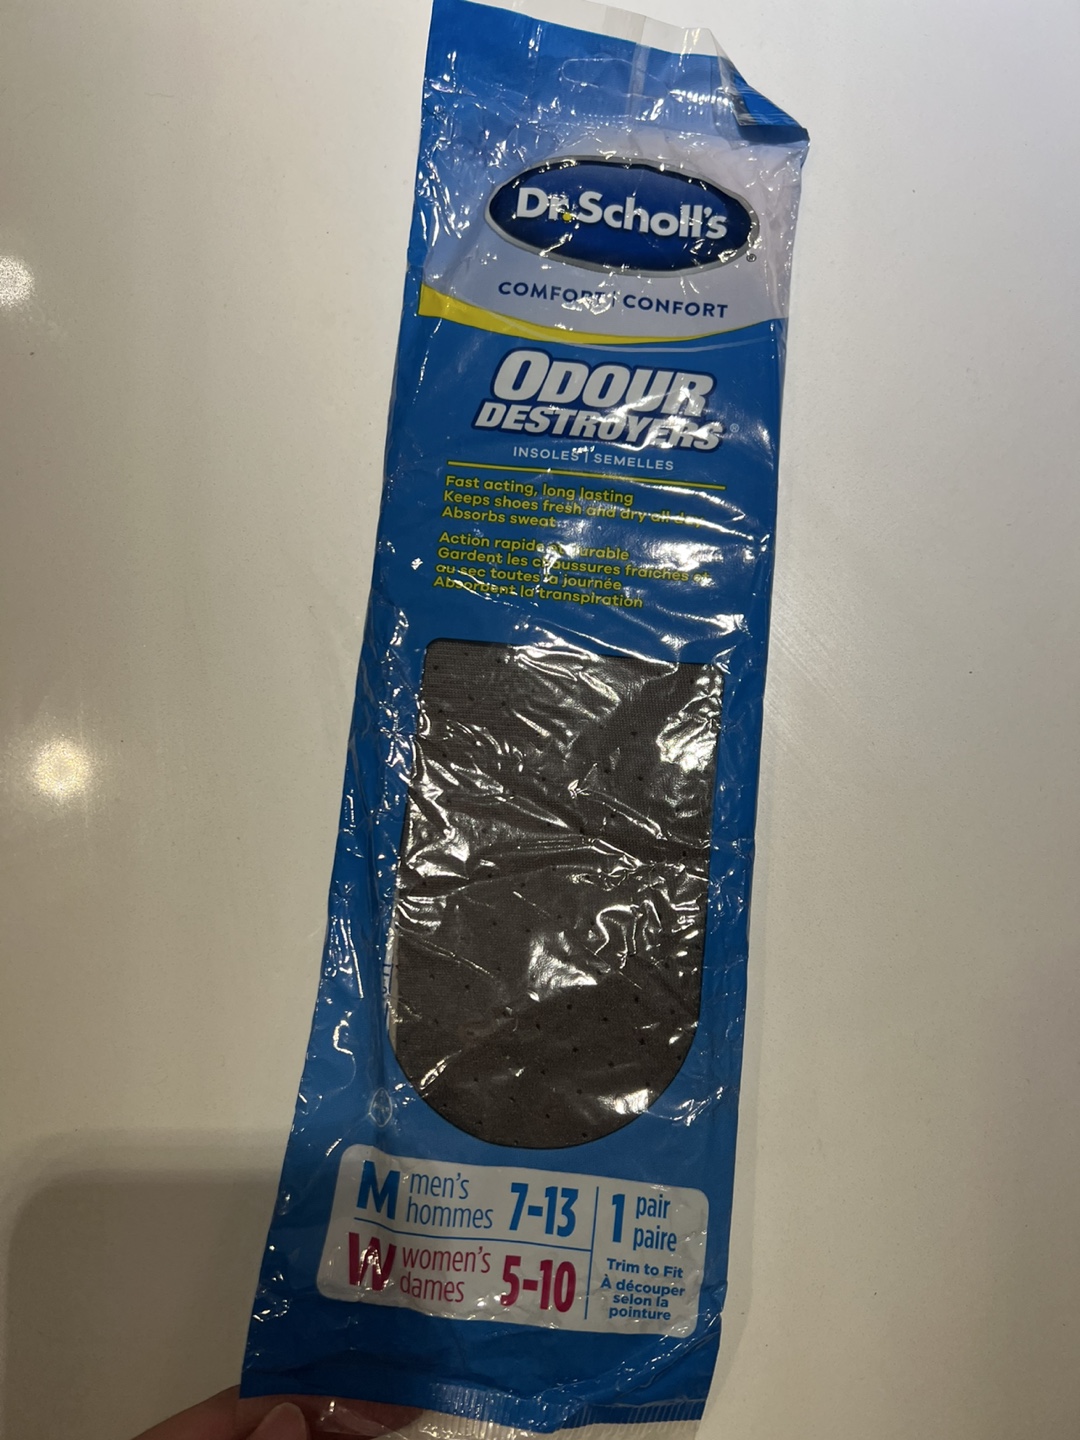 Dr. Scholl's®
COMFORT | CONFORT
ODOUR
DESTROYERS®
INSOLES | SEMELLES
Fast acting, long lasting
Keeps shoes fresh and dry all day
Absorbs sweat
Action rapide et durable
Gardent les chaussures fraîches et
au sec toutes la journée
Absorbent la transpiration
M men's hommes 7-13
W women's dames 5-10
1 pair paire
Trim to Fit
À découper
selon la
pointure